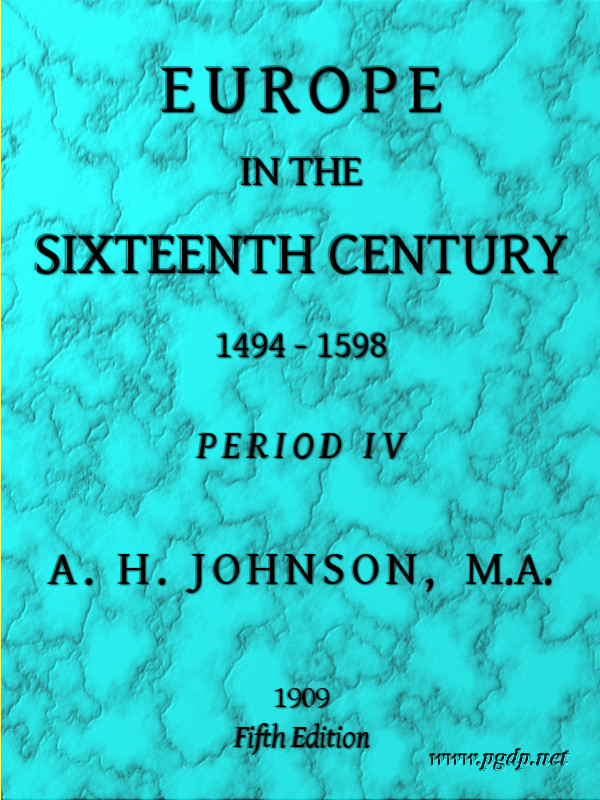 EUROPE
IN THE
SIXTEENTH CENTURY
1494 - 1598
PERIOD IV
A. H. JOHNSON, M.A.
1909
Fifth Edition
www.pgdp.net